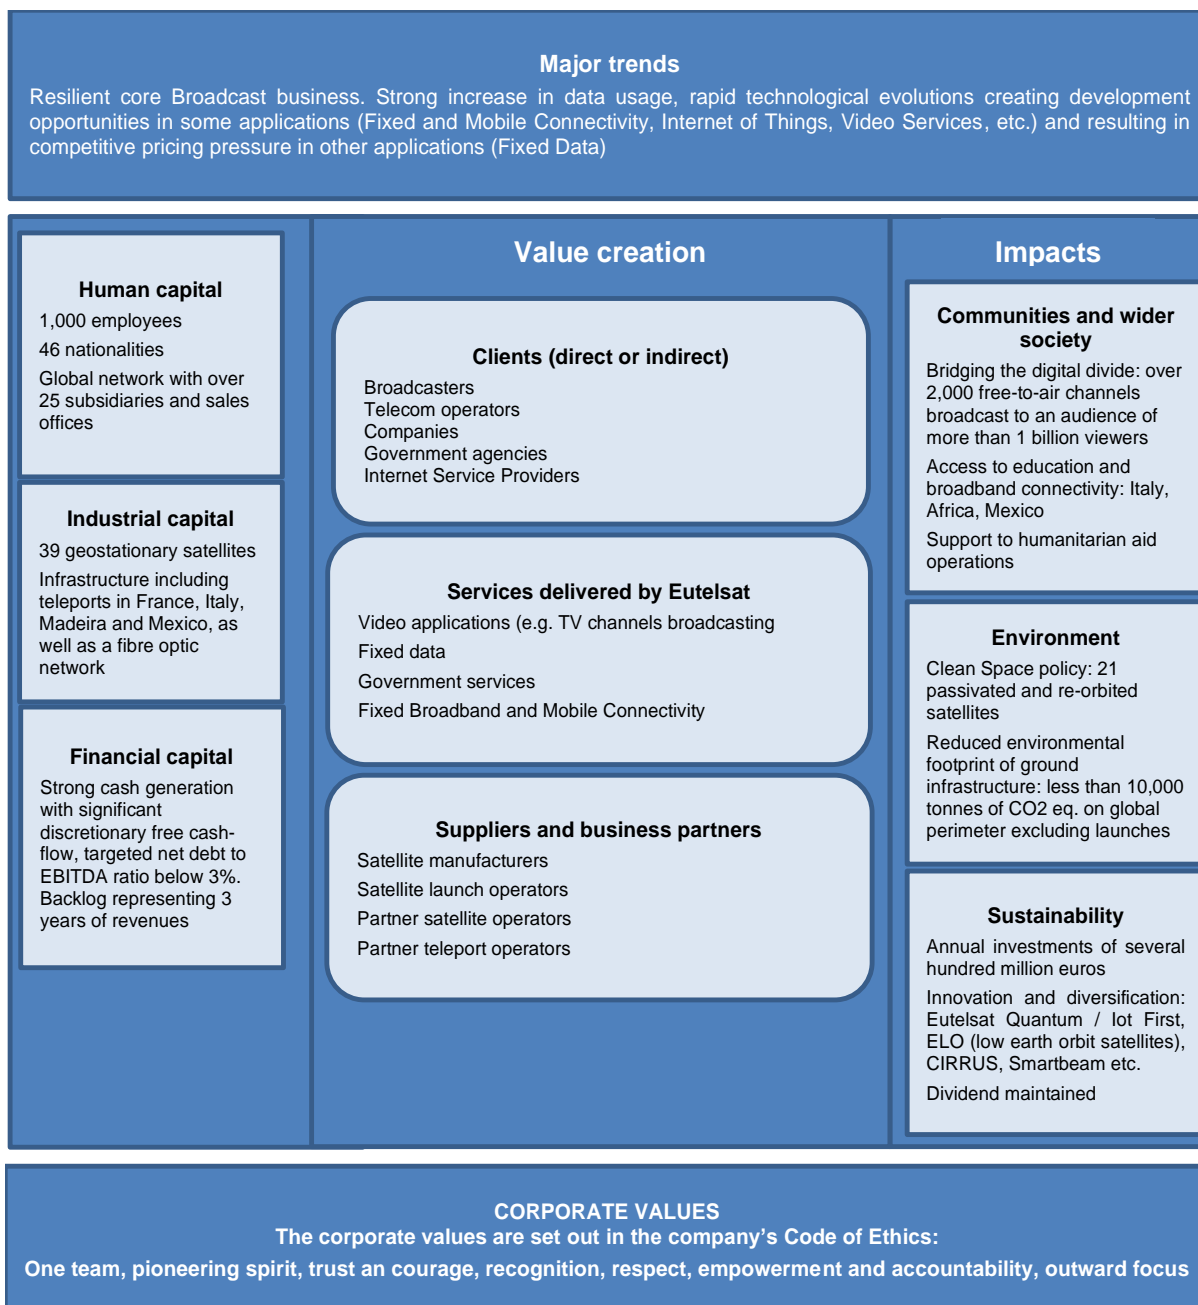 Major trends
Resilient core Broadcast business. Strong increase in data usage, rapid technological evolutions creating development
opportunities in some applications (Fixed and Mobile Connectivity, Internet of Things, Video Services, etc.) and resulting in
competitive pricing pressure in other applications (Fixed Data)
Human capital
1,000 employees
46 nationalities
Global network with over
25 subsidiaries and sales
offices
Industrial capital
39 geostationary satellites
Infrastructure including
teleports in France, Italy,
Madeira and Mexico, as
well as a fibre optic
network
Financial capital
Strong cash generation
with significant
discretionary free cash-
flow, targeted net debt to
EBITDA ratio below 3%.
Backlog representing 3
years of revenues
Value creation
Clients (direct or indirect)
Broadcasters
Telecom operators
Companies
Government agencies
Internet Service Providers
Services delivered by Eutelsat
Video applications (e.g. TV channels broadcasting
Fixed data
Government services
Fixed Broadband and Mobile Connectivity
Suppliers and business partners
Satellite manufacturers
Satellite launch operators
Partner satellite operators
Partner teleport operators
Impacts
Communities and wider
society
Bridging the digital divide: over
2,000 free-to-air channels
broadcast to an audience of
more than 1 billion viewers
Access to education and
broadband connectivity: Italy,
Africa, Mexico
Support to humanitarian aid
operations
Environment
Clean Space policy: 21
passivated and re-orbited
satellites
Reduced environmental
footprint of ground
infrastructure: less than 10,000
tonnes of CO2 eq. on global
perimeter excluding launches
Sustainability
Annual investments of several
hundred million euros
Innovation and diversification:
Eutelsat Quantum / Iot First,
ELO (low earth orbit satellites),
CIRRUS, Smartbeam etc.
Dividend maintained
CORPORATE VALUES
The corporate values are set out in the company's Code of Ethics:
One team, pioneering spirit, trust an courage, recognition, respect, empowerment and accountability, outward focus